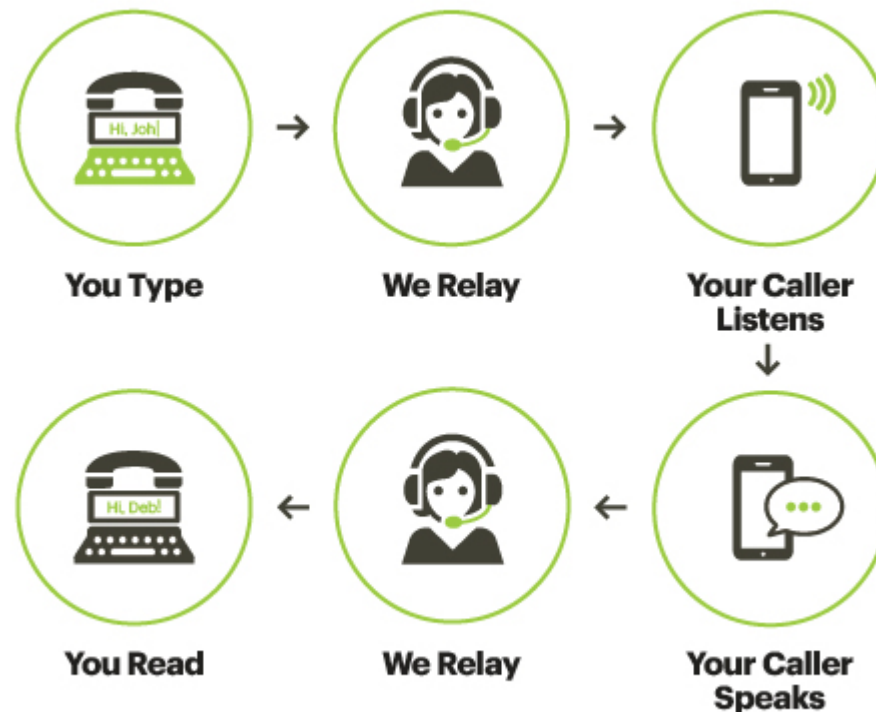 Hi, Joh
You Type
We Relay
Your Caller
Listens
Hi, Deb!
You Read
We Relay
Your Caller
Speaks